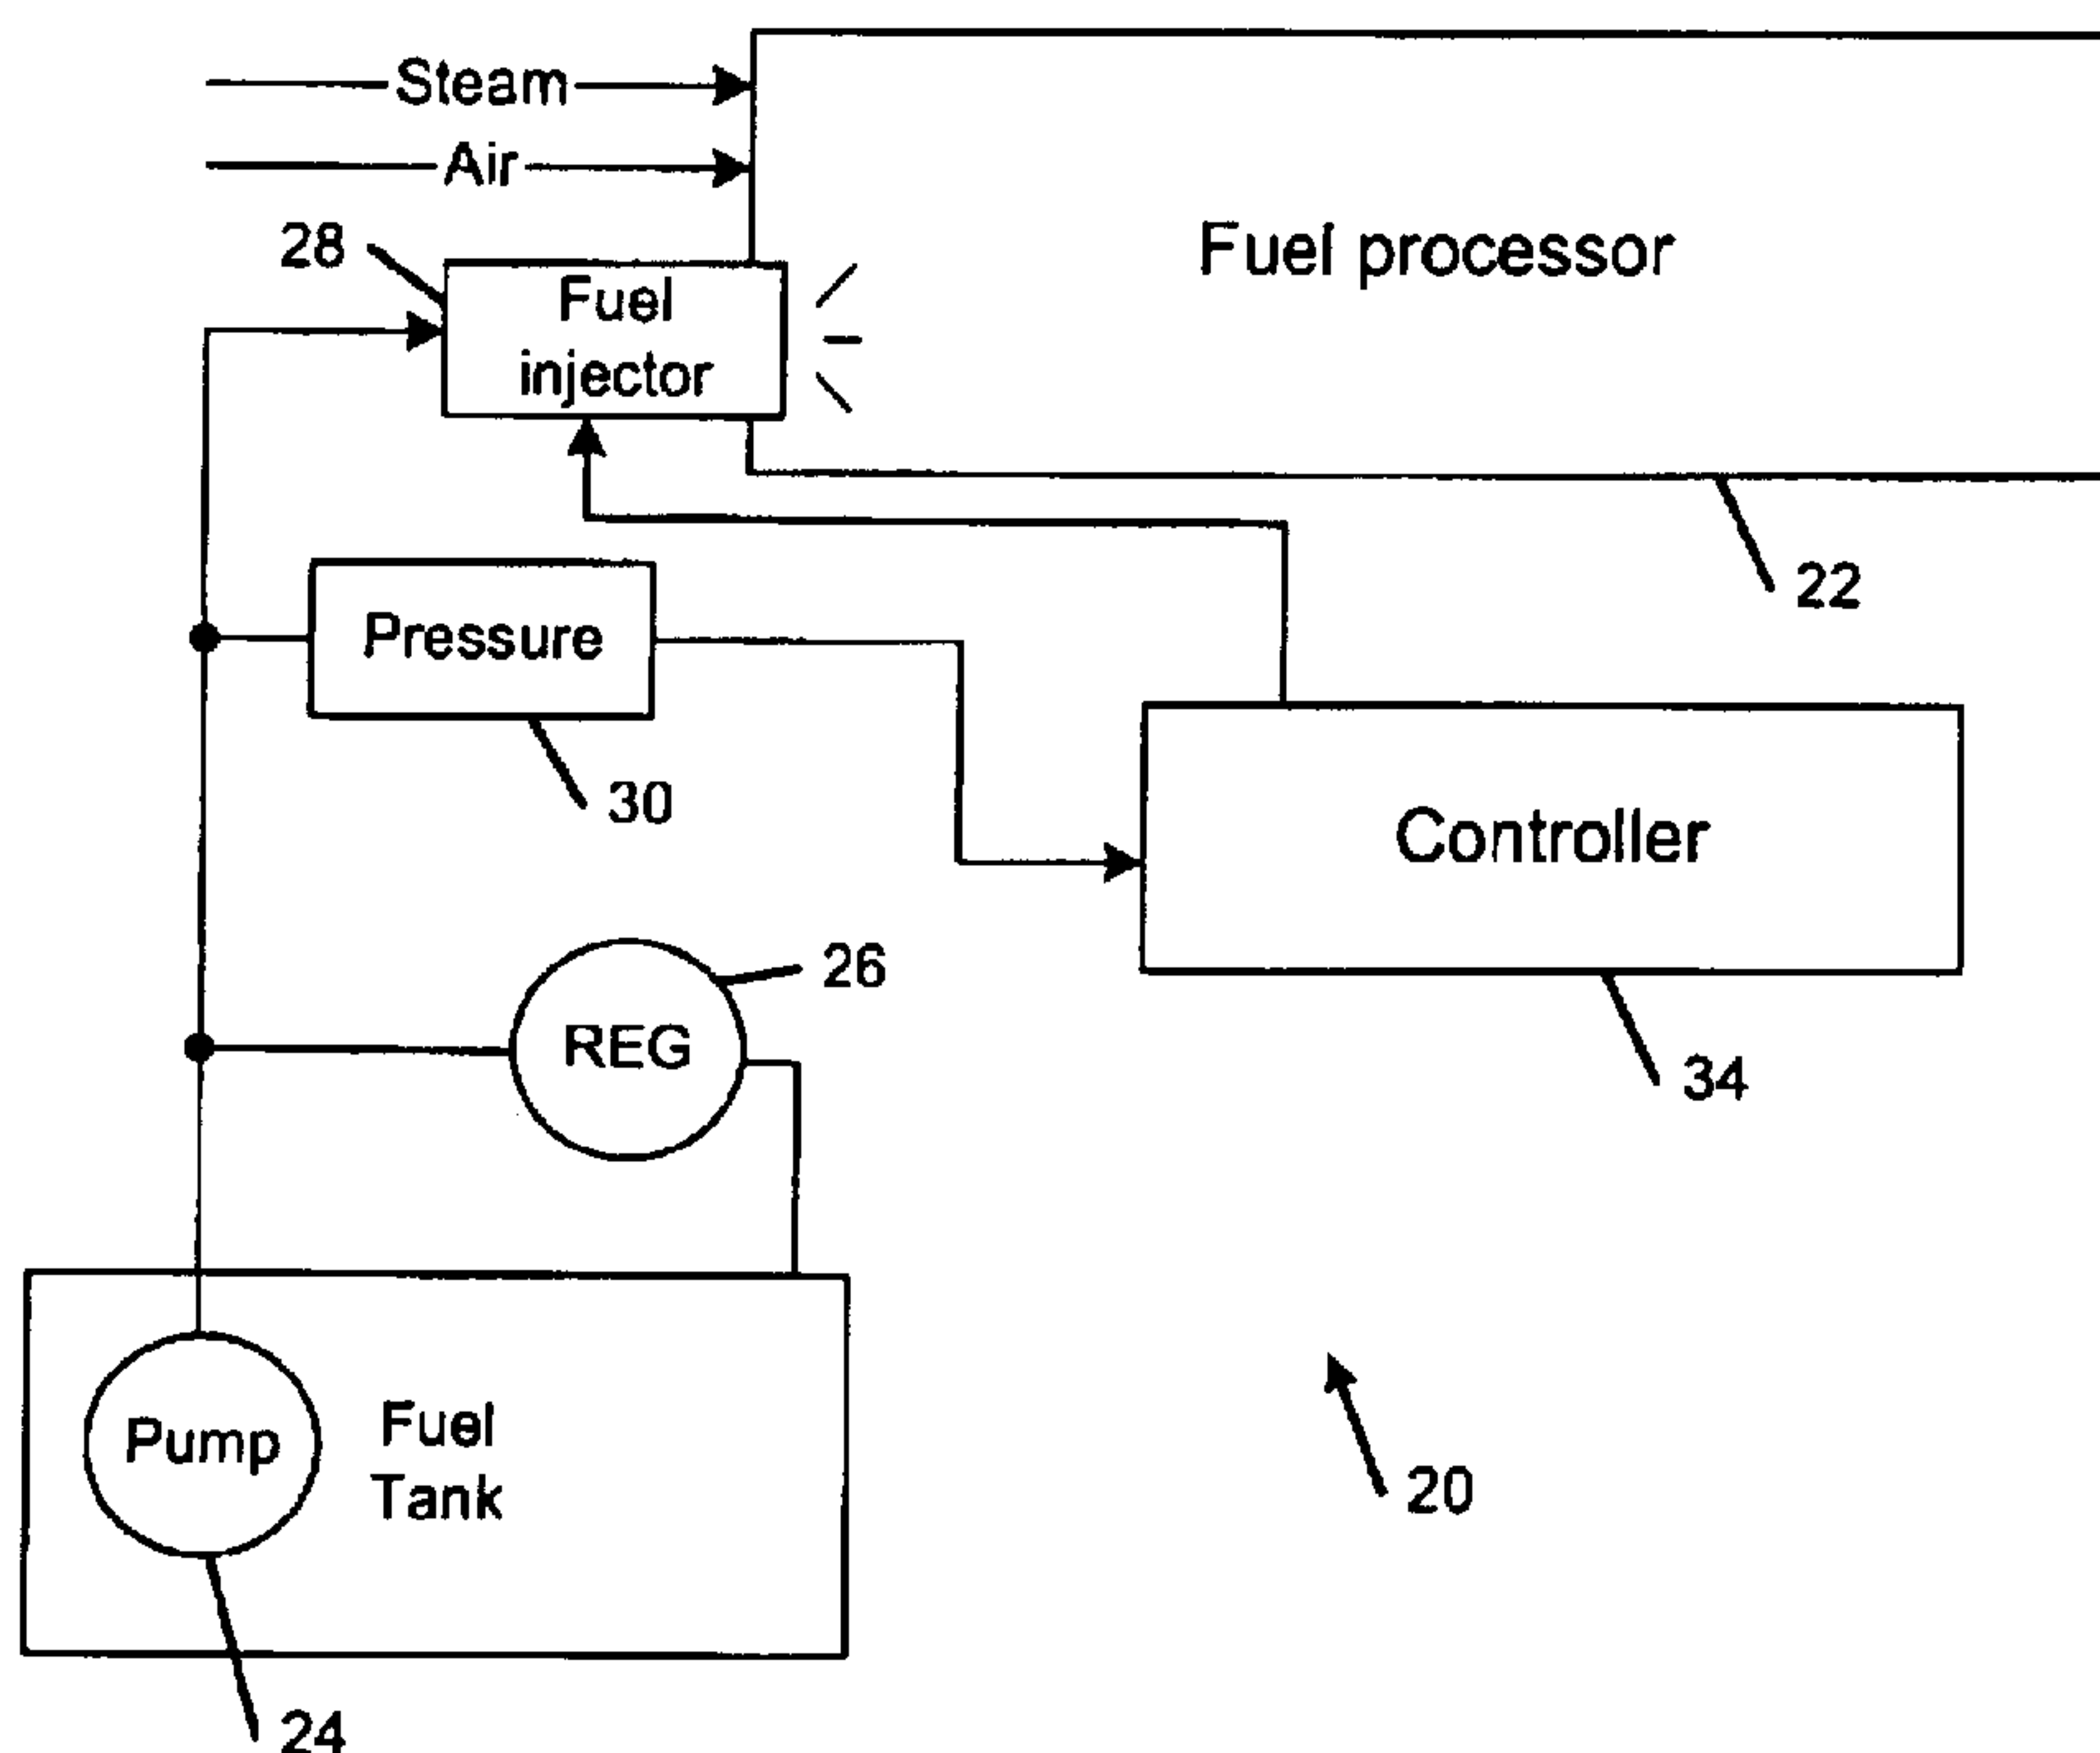 Steam
Air
28
Fuel processor
Fuel
injector
22
Pressure
30
Controller
26
REG
34
Pump
Fuel
Tank
20
24